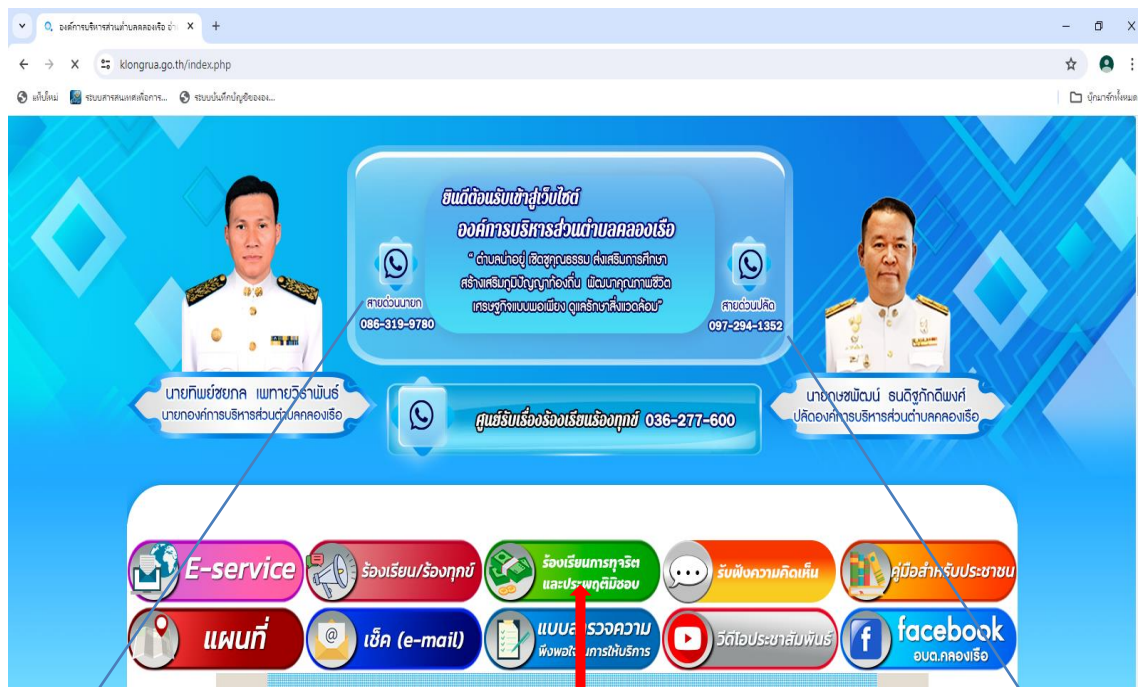 องค์การบริหารส่วนตำบลคลองเรือ อำ
klongrua.go.th/index.php
แท็บใหม่
ระบบสารสนเทศเพื่อการ...
ระบบบันทึกบัญชีขององ...
บุ๊กมาร์กทั้งหมด
ยินดีต้อนรับเข้าสู่เว็บไซต์
องค์การบริหารส่วนตำบลคลองเรือ
“ ตำบลน่าอยู่ เชิดชูคุณธรรม ส่งเสริมการศึกษา
สร้างเสริมภูมิปัญญาท้องถิ่น พัฒนาคุณภาพชีวิต
เศรษฐกิจแบบพอเพียง ดูแลรักษาสิ่งแวดล้อม”
สายด่วนนายก
086-319-9780
สายด่วนปลัด
097-294-1352
นายทิพย์ชยภล เมทายวิราพันธ์
นายกองค์การบริหารส่วนตำบลคลองเรือ
ธนดิฐภักดีพงศ์
ปลัดองค์การบริหารส่วนตำบลคลองเรือ
ศูนย์รับเรื่องร้องเรียนร้องทุกข์ 036-277-600
E-service
ร้องเรียน/ร้องทุกข์
ร้องเรียนการทุจริต
และประพฤติมิชอบ
รับฟังความคิดเห็น
คู่มือสำหรับประชาชน
แผนที่
เช็ค (e-mail)
แบบสำรวจความ
พึงพอใจในการให้บริการ
วีดีโอประชาสัมพันธ์
facebook
อบต.คลองเรือ